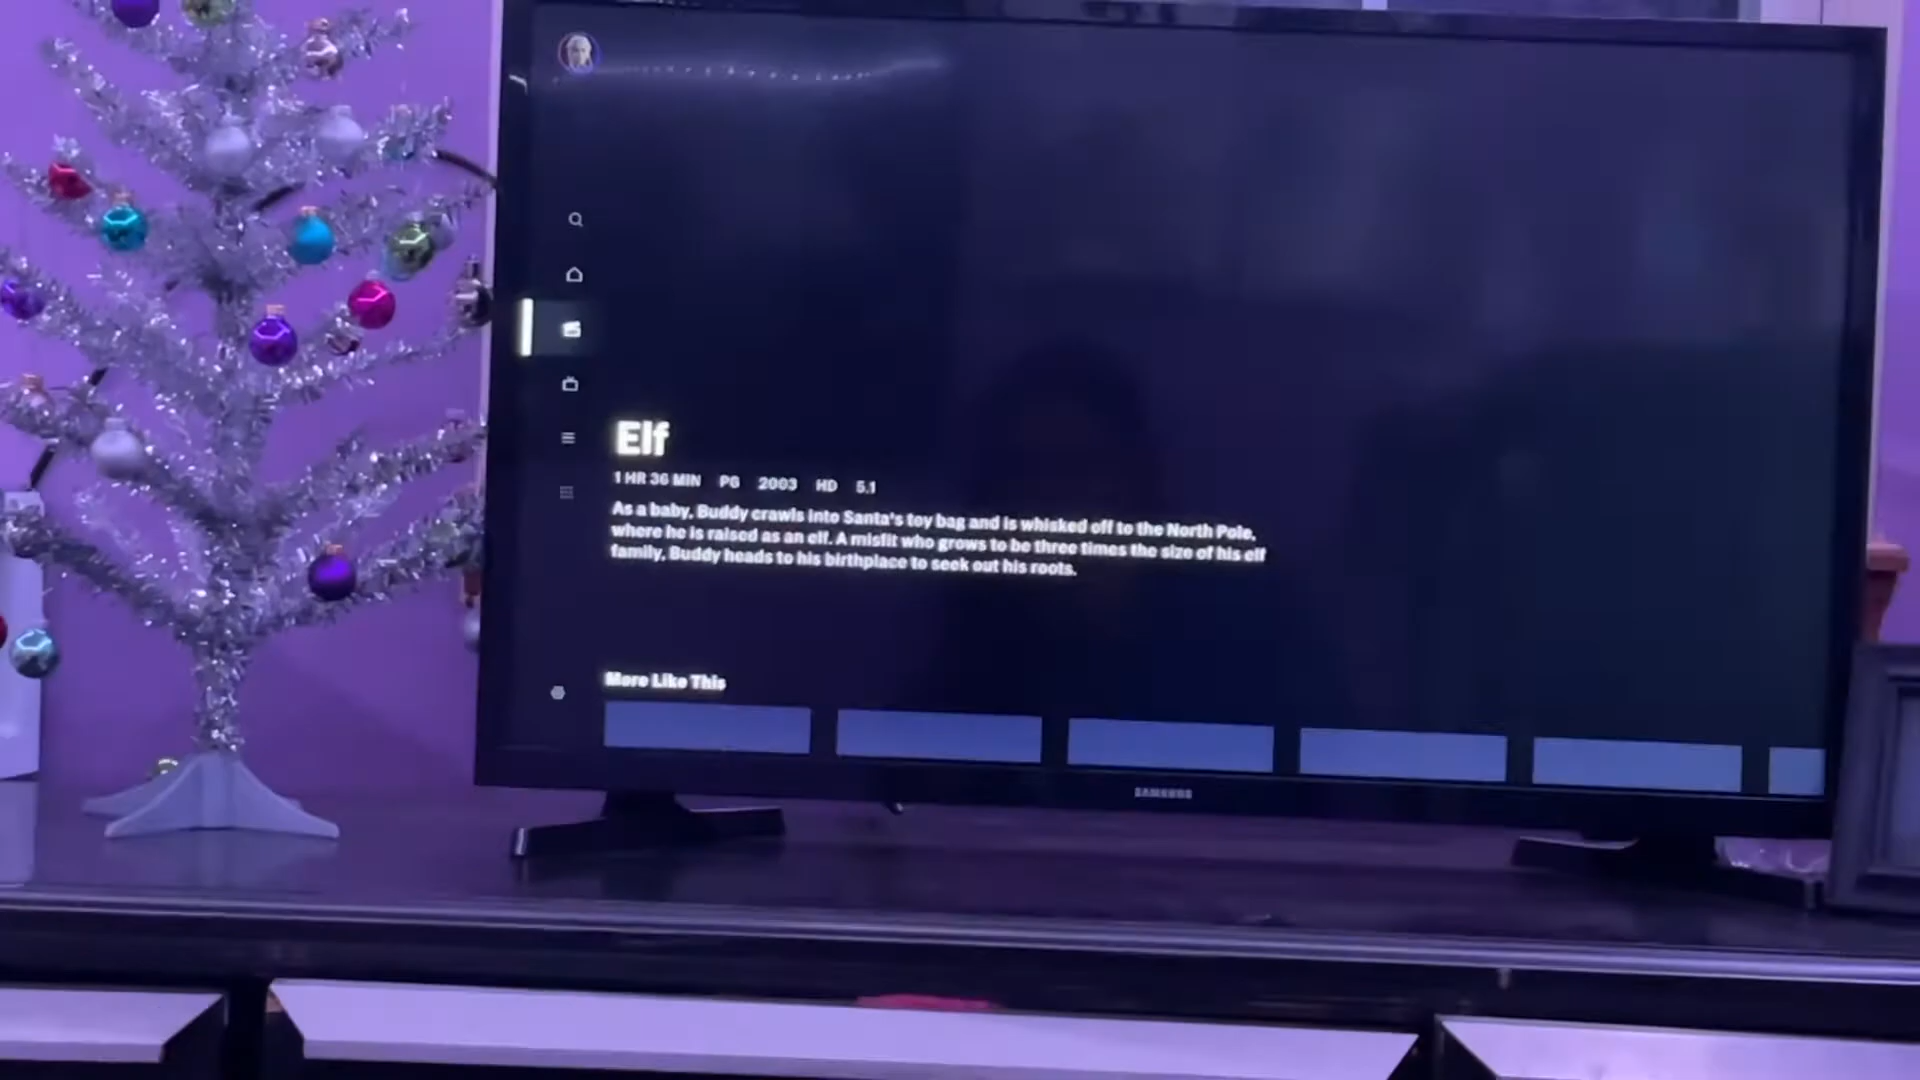 Elf
1 HR 36 MIN PG 2003 HD 5.1
As a baby, Buddy crawls into Santa's toy bag and is whisked off to the North Pole,
where he is raised as an elf. A misfit who grows to be three times the size of his elf
family, Buddy heads to his birthplace to seek out his roots.
More Like This
SAMSUNG